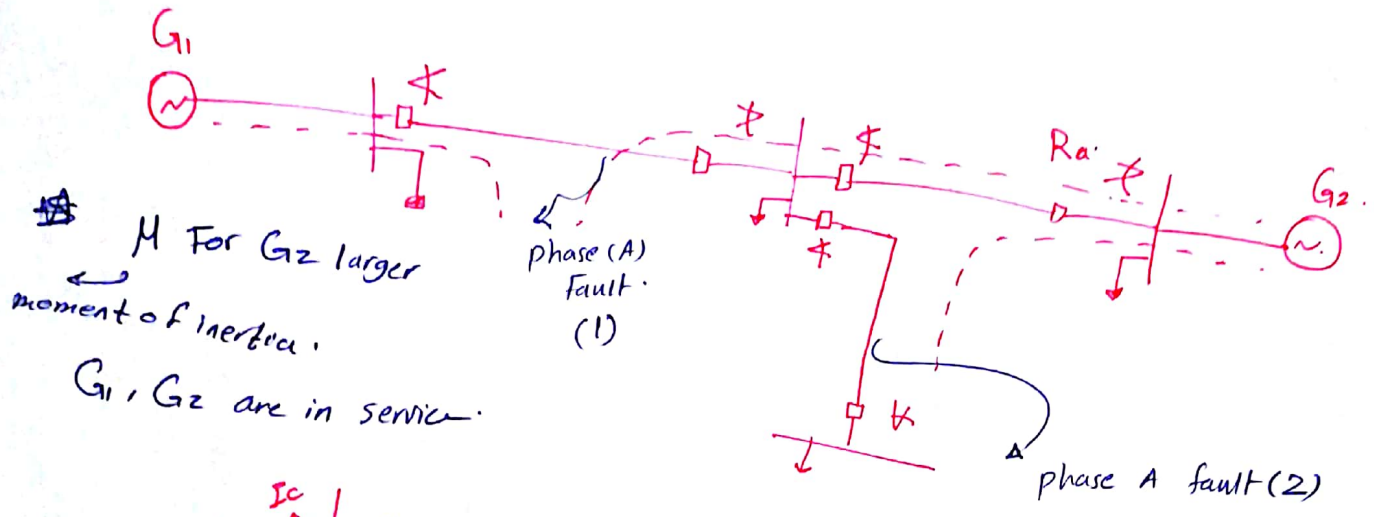 G1
Ra.
G2.
M For G2 larger
moment of inertia.
G1, G2 are in service.
phase (A)
Fault.
(1)
phase A fault (2)
Ic